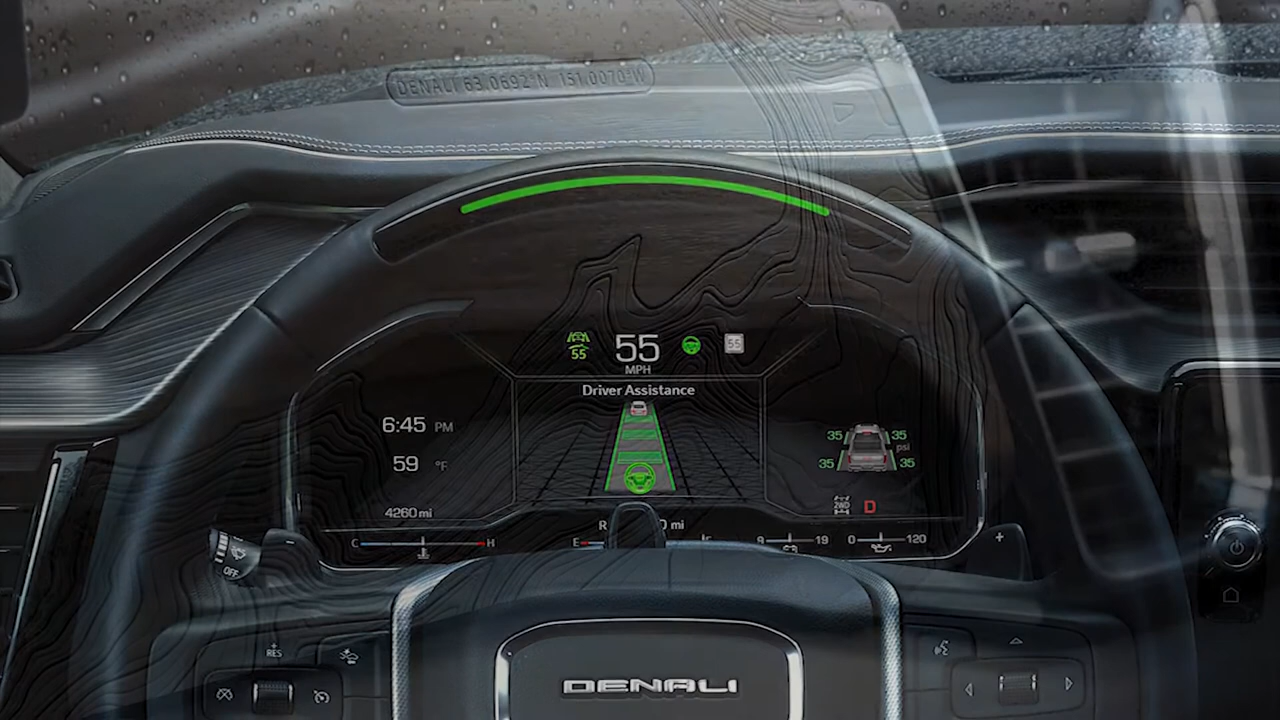 DENALI 63.0692°N 151.0070°W
55
55
MPH
55
Driver Assistance
6:45 PM
59 °F
4260 mi
35 35
psi
35 35
2WD
D
C H
E
mi
9 19
0 120
OFF
- +
RES
DENALI